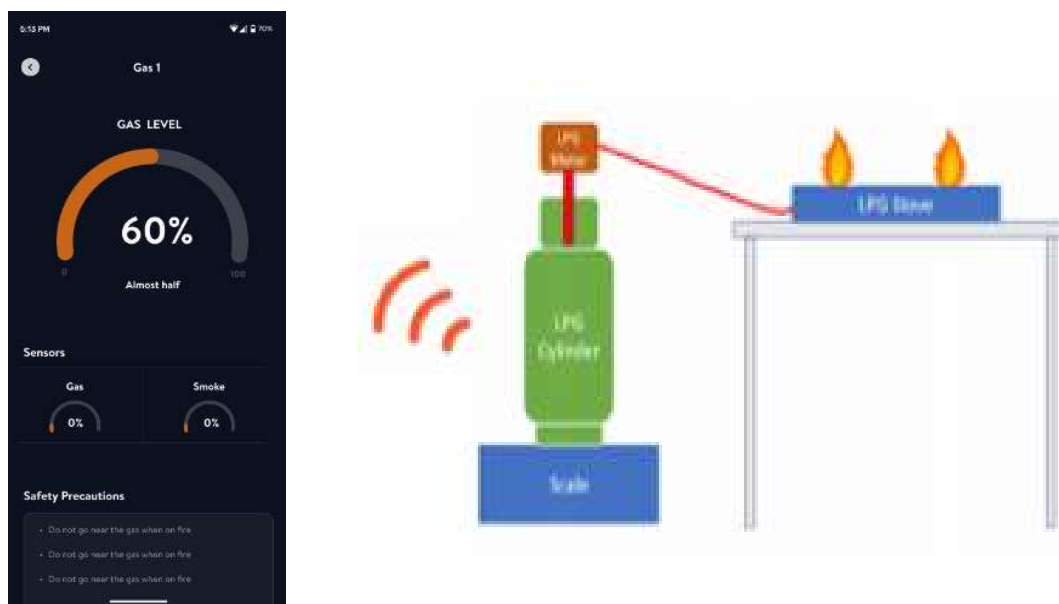 5:13 PM
70%
Gas 1
GAS LEVEL
60%
0
100
Almost half
Sensors
Gas
Smoke
0%
0%
Safety Precautions
• Do not go near the gas when on fire
• Do not go near the gas when on fire
• Do not go near the gas when on fire
LPG
Meter
LPG Stove
LPG
Cylinder
Scale